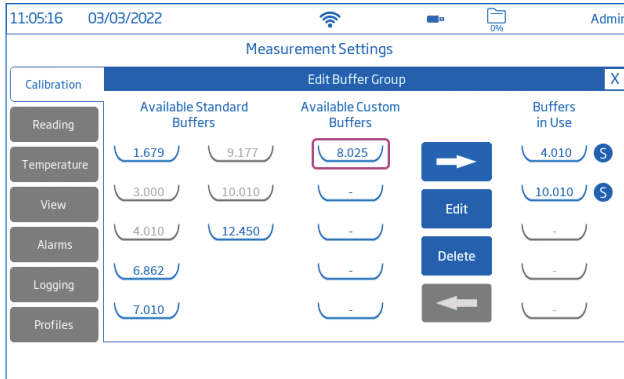 11:05:16 03/03/2022 0% Admin
Measurement Settings
Calibration
Edit Buffer Group X
Reading
Temperature
View
Alarms
Logging
Profiles
Available Standard
Buffers
Available Custom
Buffers
Buffers
in Use
1.679 9.177 8.025 4.010 S
3.000 10.010 - Edit 10.010 S
4.010 12.450 - Delete -
6.862 - -
7.010 - -